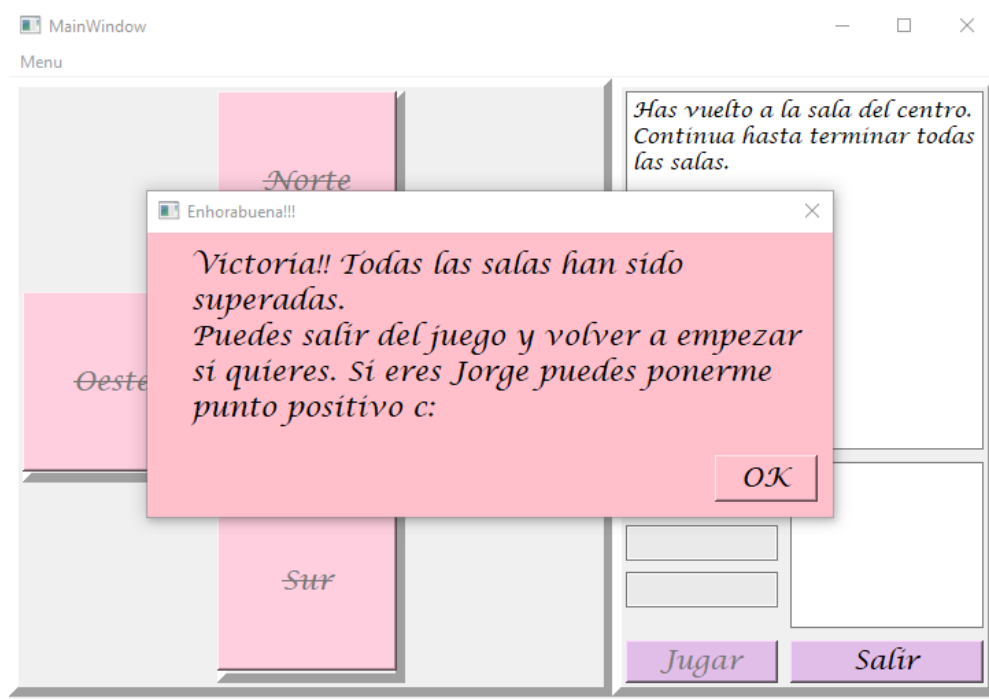 MainWindow
Menu
Norte
Has vuelto a la sala del centro.
Continua hasta terminar todas
las salas.
Enhorabuena!!!
Victoria!! Todas las salas han sido
superadas.
Puedes salir del juego y volver a empezar
si quieres. Si eres Jorge puedes ponerme
punto positivo c:
OK
Oeste
Sur
Jugar
Salir